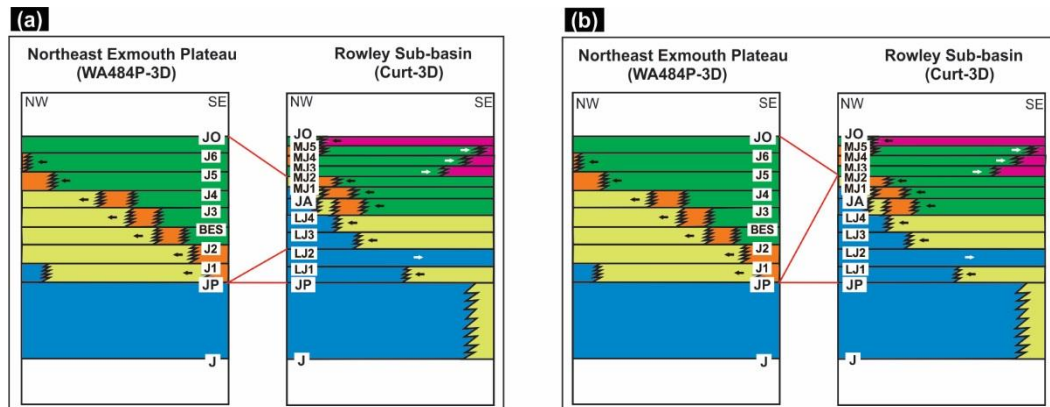 (a)
Northeast Exmouth Plateau
(WA484P-3D)
Rowley Sub-basin
(Curt-3D)
NW
SE
JO
J6
J5
J4
J3
BES
J2
J1
JP
J
NW
SE
JO
MJ5
MJ4
MJ3
MJ2
MJ1
JA
LJ4
LJ3
LJ2
LJ1
JP
J
(b)
Northeast Exmouth Plateau
(WA484P-3D)
Rowley Sub-basin
(Curt-3D)
NW
SE
JO
J6
J5
J4
J3
BES
J2
J1
JP
J
NW
SE
JO
MJ5
MJ4
MJ3
MJ2
MJ1
JA
LJ4
LJ3
LJ2
LJ1
JP
J